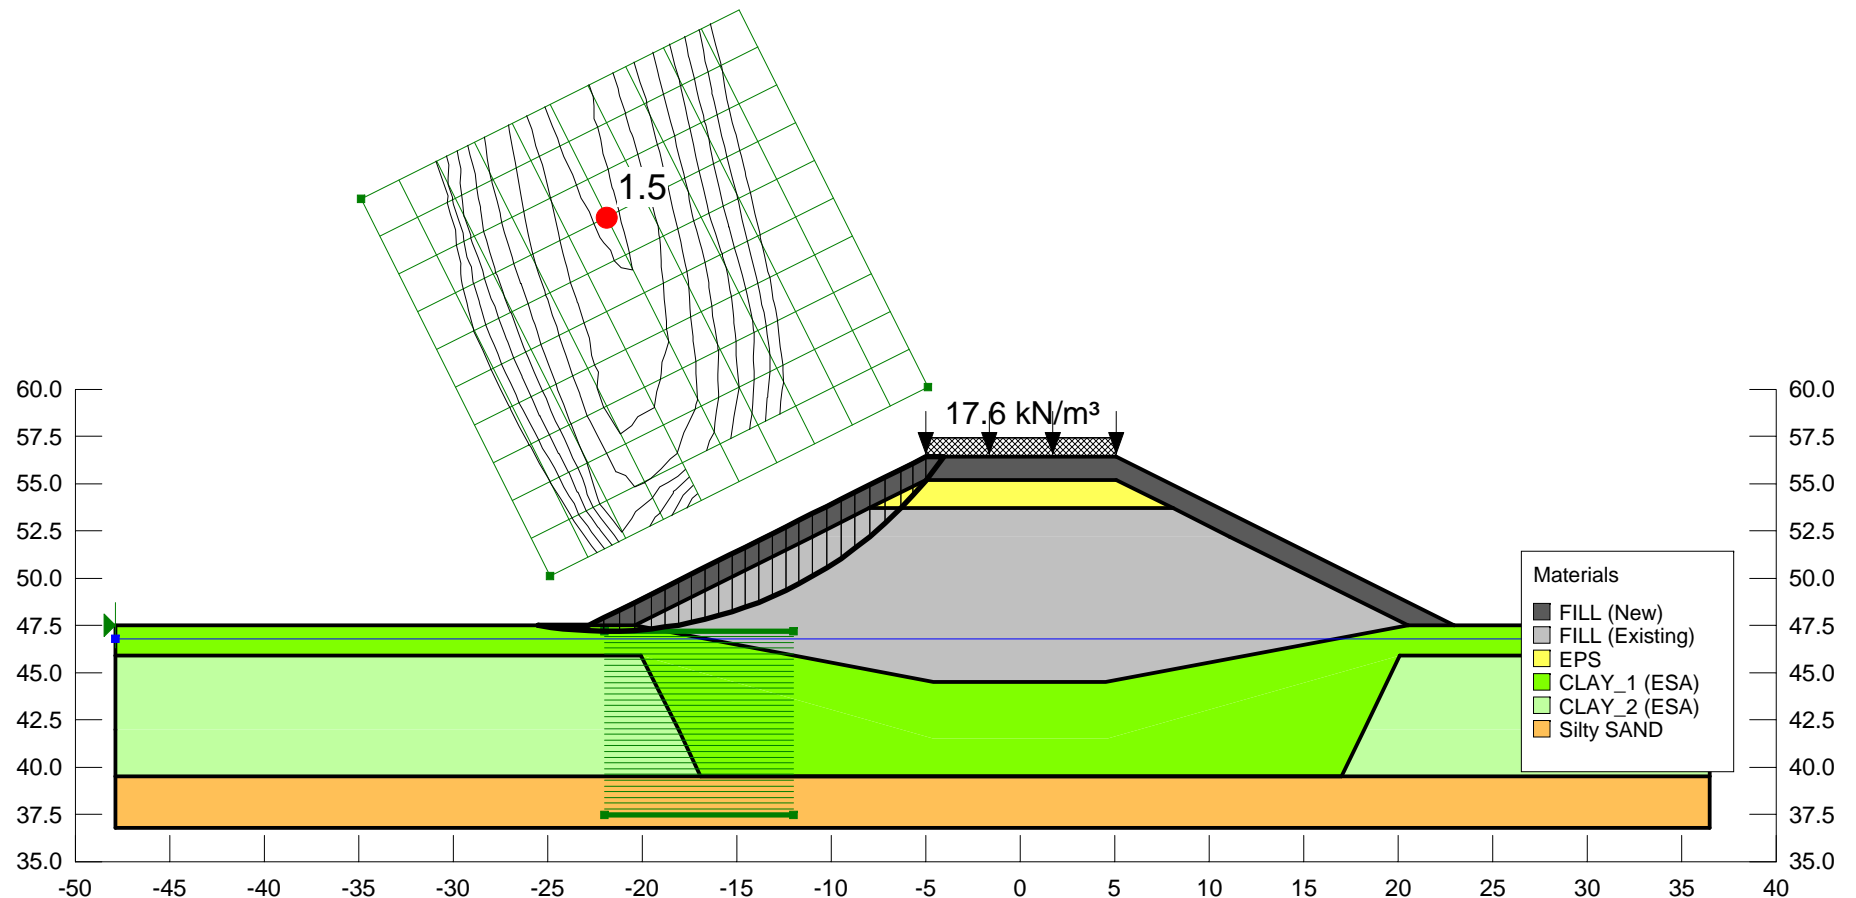 1.5
17.6 kN/m³
60.0
57.5
55.0
52.5
50.0
47.5
45.0
42.5
40.0
37.5
35.0
60.0
57.5
55.0
52.5
50.0
47.5
45.0
42.5
40.0
37.5
35.0
Materials
FILL (New)
FILL (Existing)
EPS
CLAY_1 (ESA)
CLAY_2 (ESA)
Silty SAND
-50 -45 -40 -35 -30 -25 -20 -15 -10 -5 0 5 10 15 20 25 30 35 40